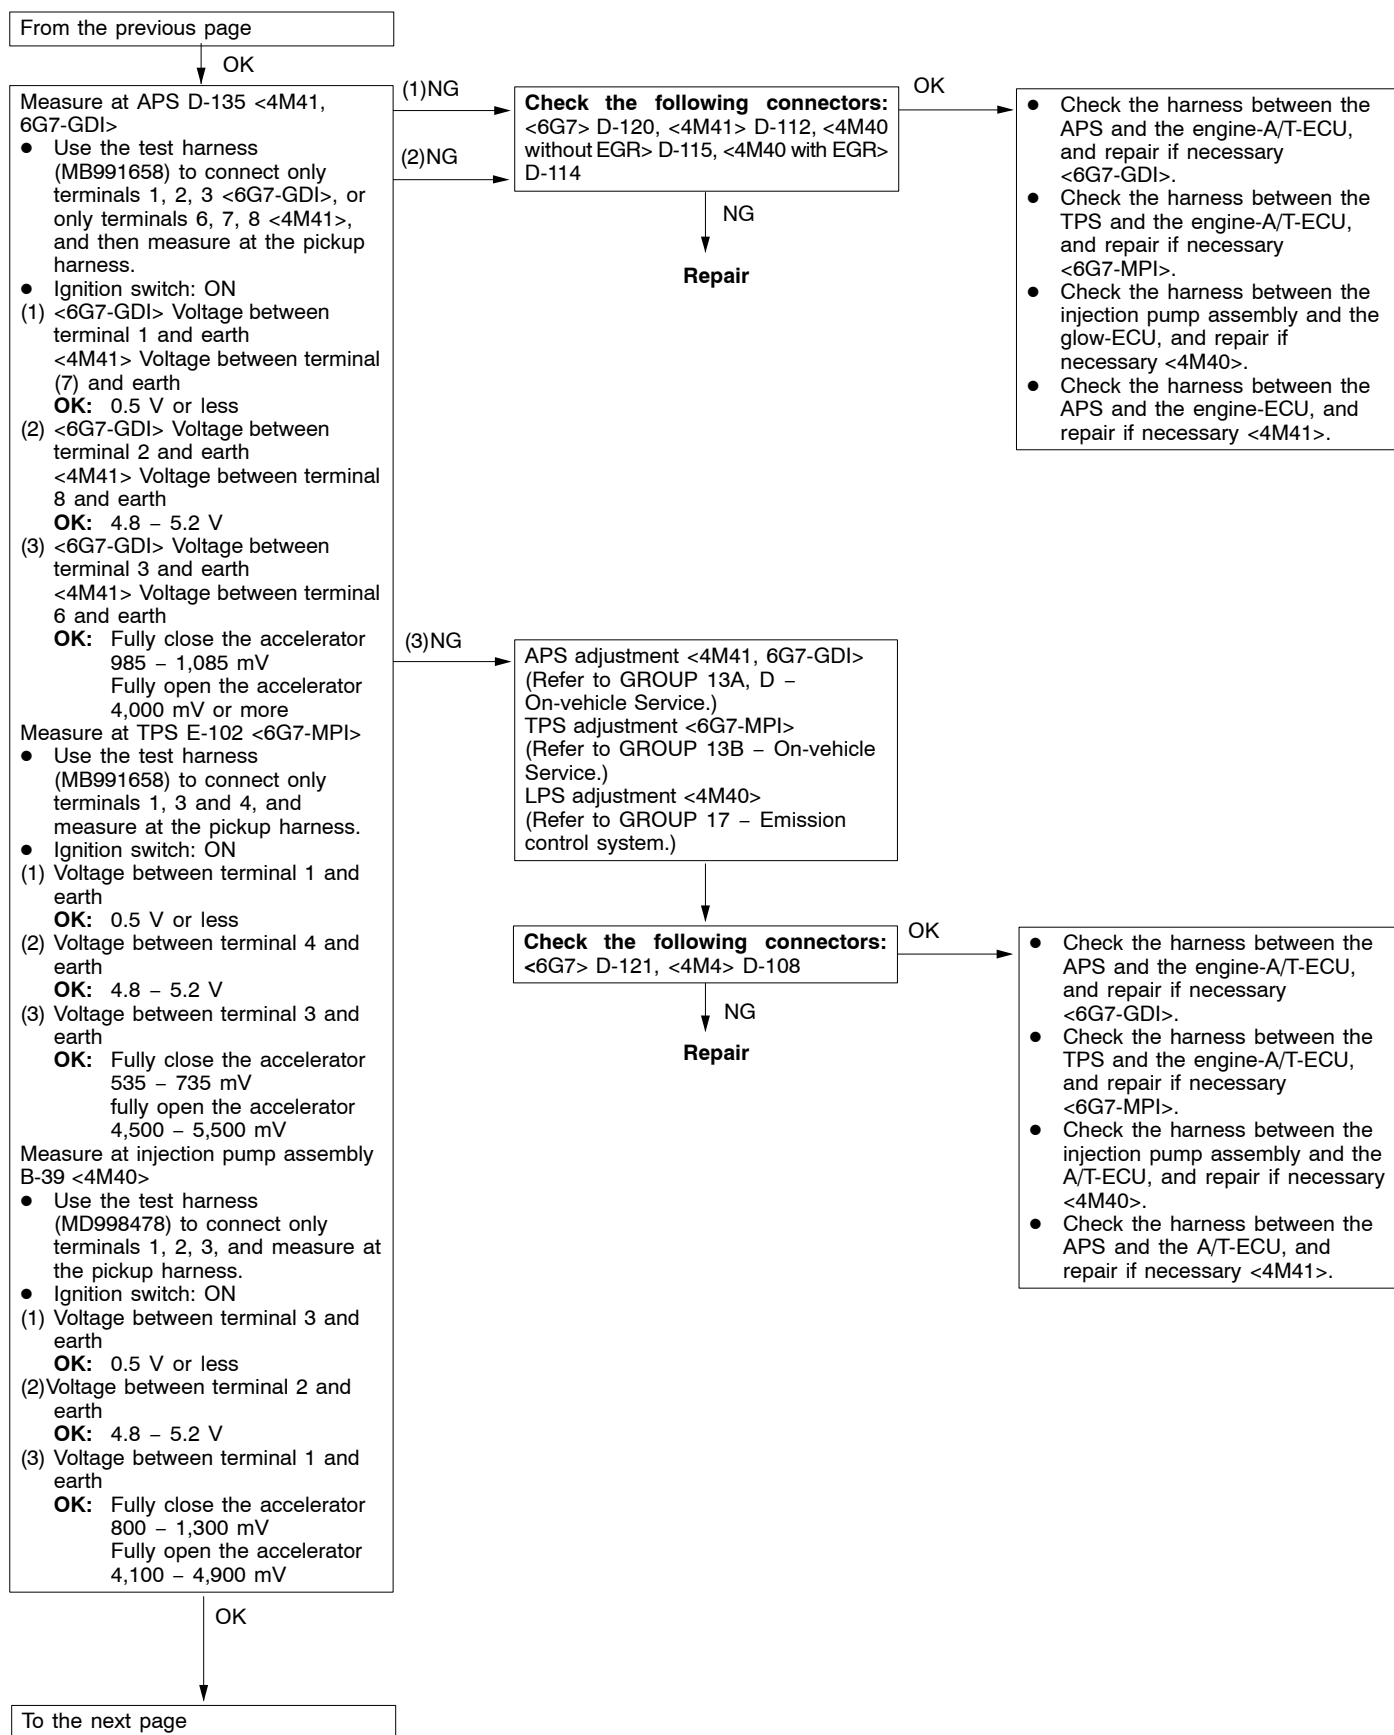 From the previous page
OK
Measure at APS D-135 <4M41,
6G7-GDI>
● Use the test harness
(MB991658) to connect only
terminals 1, 2, 3 <6G7-GDI>, or
only terminals 6, 7, 8 <4M41>,
and then measure at the pickup
harness.
● Ignition switch: ON
(1) <6G7-GDI> Voltage between
terminal 1 and earth
<4M41> Voltage between terminal
(7) and earth
OK: 0.5 V or less
(2) <6G7-GDI> Voltage between
terminal 2 and earth
<4M41> Voltage between terminal
8 and earth
OK: 4.8 – 5.2 V
(3) <6G7-GDI> Voltage between
terminal 3 and earth
<4M41> Voltage between terminal
6 and earth
OK: Fully close the accelerator
985 – 1,085 mV
Fully open the accelerator
4,000 mV or more
Measure at TPS E-102 <6G7-MPI>
● Use the test harness
(MB991658) to connect only
terminals 1, 3 and 4, and
measure at the pickup harness.
● Ignition switch: ON
(1) Voltage between terminal 1 and
earth
OK: 0.5 V or less
(2) Voltage between terminal 4 and
earth
OK: 4.8 – 5.2 V
(3) Voltage between terminal 3 and
earth
OK: Fully close the accelerator
535 – 735 mV
fully open the accelerator
4,500 – 5,500 mV
Measure at injection pump assembly
B-39 <4M40>
● Use the test harness
(MD998478) to connect only
terminals 1, 2, 3, and measure at
the pickup harness.
● Ignition switch: ON
(1) Voltage between terminal 3 and
earth
OK: 0.5 V or less
(2)Voltage between terminal 2 and
earth
OK: 4.8 – 5.2 V
(3) Voltage between terminal 1 and
earth
OK: Fully close the accelerator
800 – 1,300 mV
Fully open the accelerator
4,100 – 4,900 mV
OK
To the next page
(1)NG
(2)NG
Check the following connectors:
<6G7> D-120, <4M41> D-112, <4M40
without EGR> D-115, <4M40 with EGR>
D-114
NG
Repair
OK
● Check the harness between the
APS and the engine-A/T-ECU,
and repair if necessary
<6G7-GDI>.
● Check the harness between the
TPS and the engine-A/T-ECU,
and repair if necessary
<6G7-MPI>.
● Check the harness between the
injection pump assembly and the
glow-ECU, and repair if
necessary <4M40>.
● Check the harness between the
APS and the engine-ECU, and
repair if necessary <4M41>.
(3)NG
APS adjustment <4M41, 6G7-GDI>
(Refer to GROUP 13A, D –
On-vehicle Service.)
TPS adjustment <6G7-MPI>
(Refer to GROUP 13B – On-vehicle
Service.)
LPS adjustment <4M40>
(Refer to GROUP 17 – Emission
control system.)
Check the following connectors:
<6G7> D-121, <4M4> D-108
NG
Repair
OK
● Check the harness between the
APS and the engine-A/T-ECU,
and repair if necessary
<6G7-GDI>.
● Check the harness between the
TPS and the engine-A/T-ECU,
and repair if necessary
<6G7-MPI>.
● Check the harness between the
injection pump assembly and the
A/T-ECU, and repair if necessary
<4M40>.
● Check the harness between the
APS and the A/T-ECU, and
repair if necessary <4M41>.